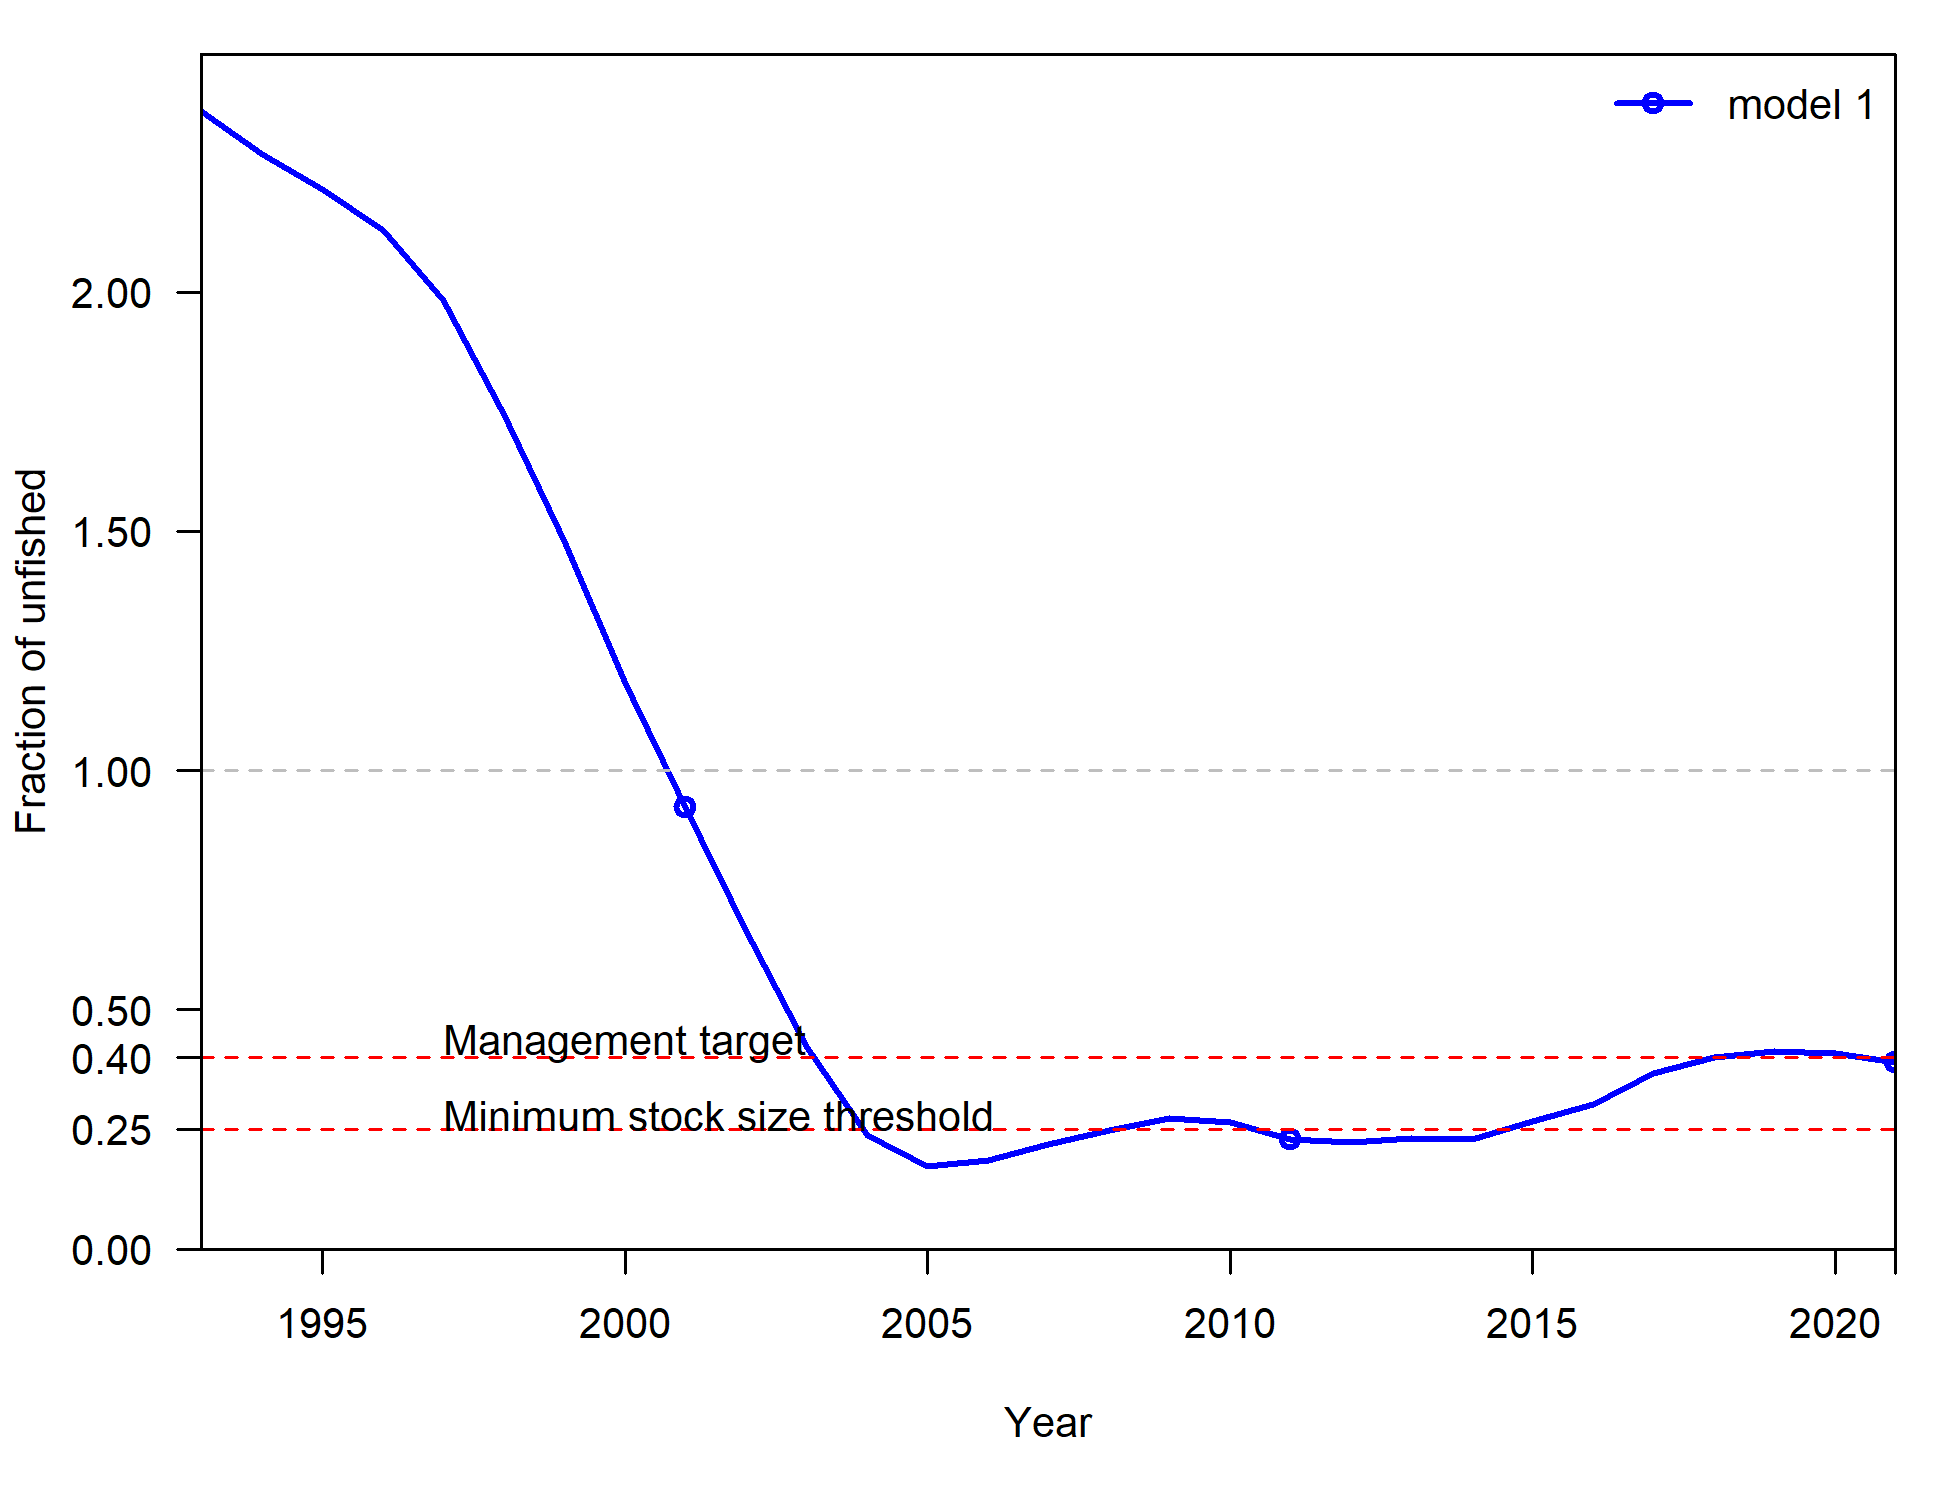 model 1
Fraction of unfished
2.00
1.50
1.00
0.50
0.40
0.25
0.00
Management target
Minimum stock size threshold
1995 2000 2005 2010 2015 2020
Year